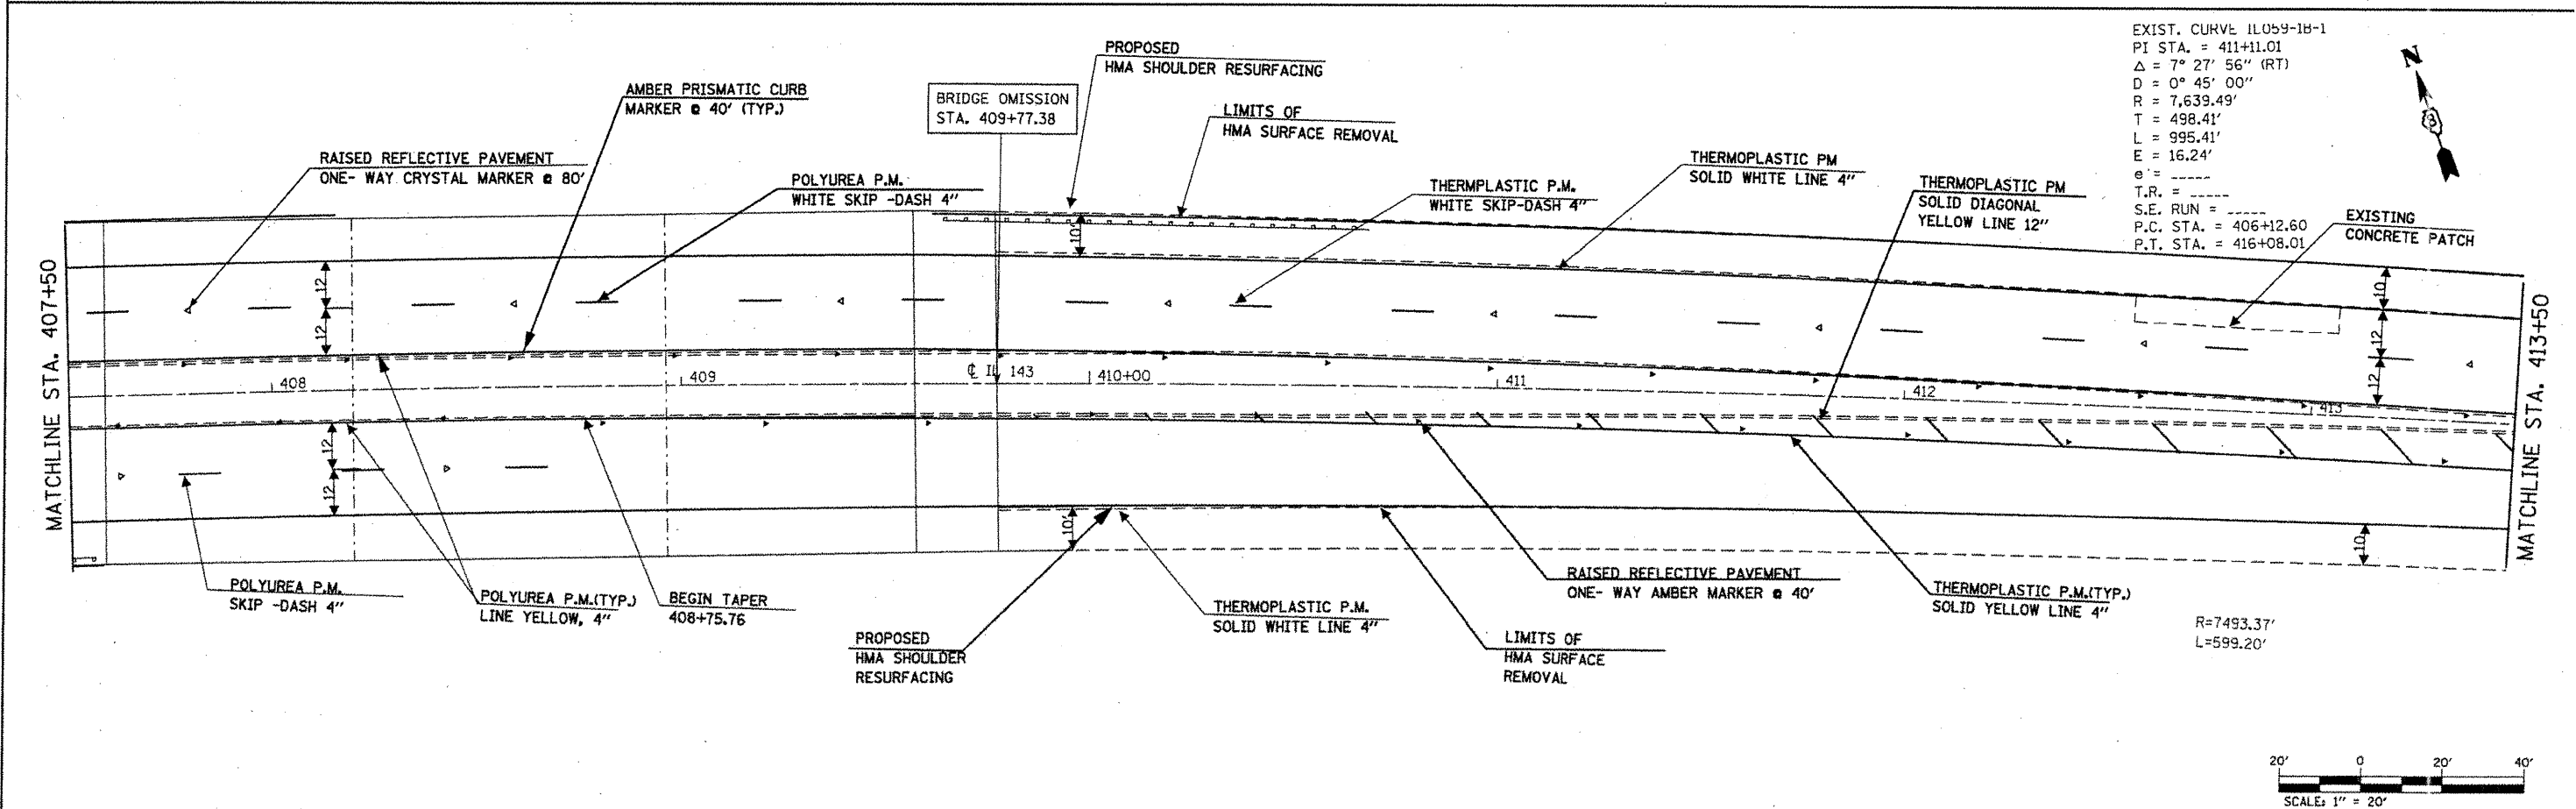 EXIST. CURVE IL059-1B-1
PI STA. = 411+11.01
Δ = 7° 27' 56" (RT)
D = 0° 45' 00"
R = 7,639.49'
T = 498.41'
L = 995.41'
E = 16.24'
e = -----
T.R. = -----
S.E. RUN = -----
P.C. STA. = 406+12.60
P.T. STA. = 416+08.01
N
PROPOSED
HMA SHOULDER RESURFACING
AMBER PRISMATIC CURB
MARKER @ 40' (TYP.)
BRIDGE OMISSION
STA. 409+77.38
LIMITS OF
HMA SURFACE REMOVAL
RAISED REFLECTIVE PAVEMENT
ONE- WAY CRYSTAL MARKER @ 80'
POLYUREA P.M.
WHITE SKIP -DASH 4"
THERMPLASTIC P.M.
WHITE SKIP-DASH 4"
THERMOPLASTIC PM
SOLID WHITE LINE 4"
THERMOPLASTIC PM
SOLID DIAGONAL
YELLOW LINE 12"
EXISTING
CONCRETE PATCH
MATCHLINE STA. 407+50
MATCHLINE STA. 413+50
10'
10
12
12
12
12
408
409
℄ IL 143
410+00
411
412
413
12
12
10'
10
POLYUREA P.M.
SKIP -DASH 4"
POLYUREA P.M.(TYP.)
LINE YELLOW, 4"
BEGIN TAPER
408+75.76
PROPOSED
HMA SHOULDER
RESURFACING
THERMOPLASTIC P.M.
SOLID WHITE LINE 4"
LIMITS OF
HMA SURFACE
REMOVAL
RAISED REFLECTIVE PAVEMENT
ONE- WAY AMBER MARKER @ 40'
THERMOPLASTIC P.M.(TYP.)
SOLID YELLOW LINE 4"
R=7493.37'
L=599.20'
20' 0 20' 40'
SCALE: 1" = 20'